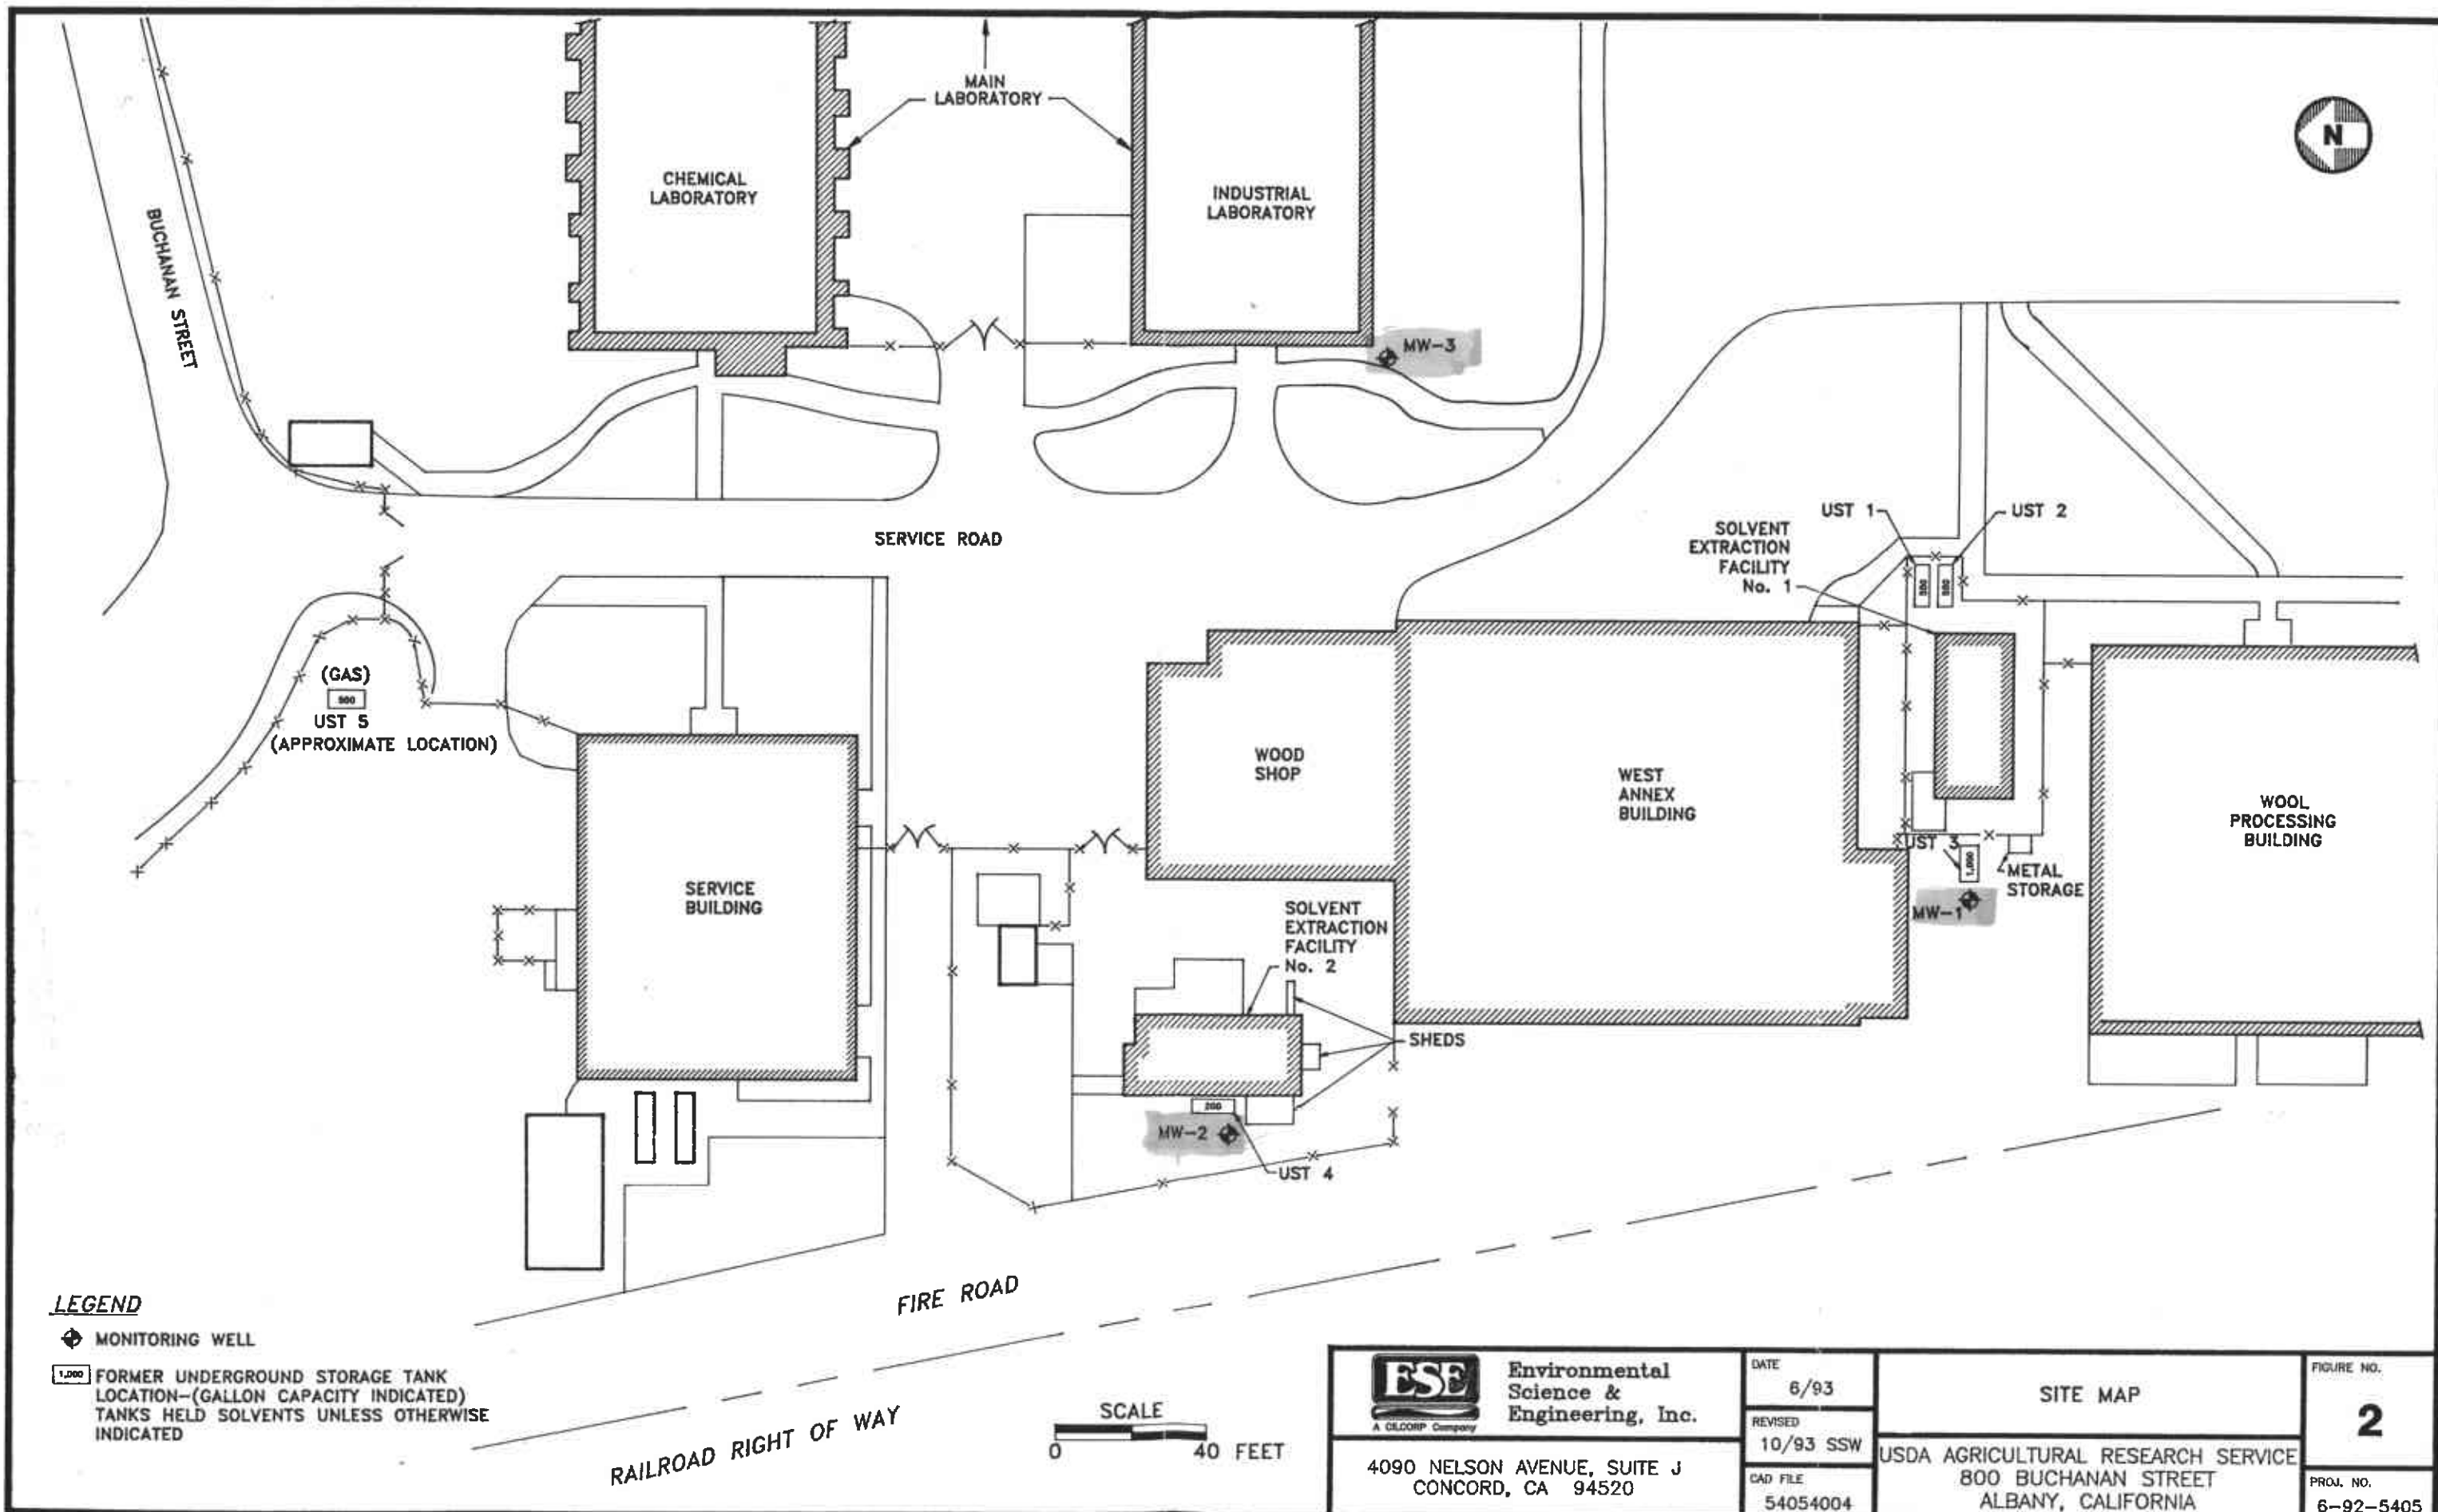 MAIN
LABORATORY
N
CHEMICAL
LABORATORY
INDUSTRIAL
LABORATORY
BUCHANAN STREET
MW-3
SERVICE ROAD
UST 1
UST 2
SOLVENT
EXTRACTION
FACILITY
No. 1
500
500
(GAS)
500
UST 5
(APPROXIMATE LOCATION)
WOOD
SHOP
WEST
ANNEX
BUILDING
WOOL
PROCESSING
BUILDING
UST 3
1,000
METAL
STORAGE
MW-1
SERVICE
BUILDING
SOLVENT
EXTRACTION
FACILITY
No. 2
SHEDS
200
MW-2
UST 4
FIRE ROAD
RAILROAD RIGHT OF WAY
LEGEND
MONITORING WELL
1,000 FORMER UNDERGROUND STORAGE TANK
LOCATION-(GALLON CAPACITY INDICATED)
TANKS HELD SOLVENTS UNLESS OTHERWISE
INDICATED
SCALE
0 40 FEET
ESE
A CILCORP Company
Environmental
Science &
Engineering, Inc.
4090 NELSON AVENUE, SUITE J
CONCORD, CA 94520
DATE
6/93
REVISED
10/93 SSW
CAD FILE
54054004
SITE MAP
USDA AGRICULTURAL RESEARCH SERVICE
800 BUCHANAN STREET
ALBANY, CALIFORNIA
FIGURE NO.
2
PROJ. NO.
6-92-5405